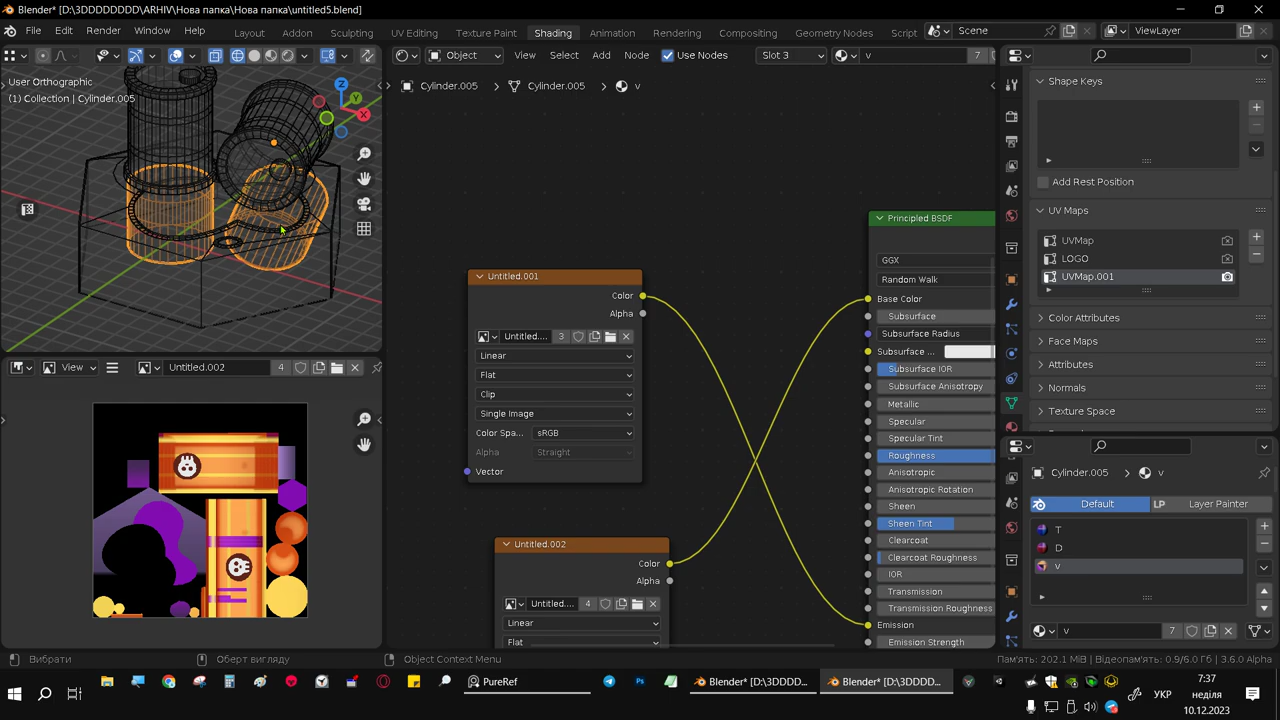 Blender* [D:\3DDDDDDDD\ARHIV\Нова папка\Нова папка\untitled5.blend]
File Edit Render Window Help
Layout Addon Sculpting UV Editing Texture Paint Shading Animation Rendering Compositing Geometry Nodes Script
Scene
ViewLayer
Object View Select Add Node Use Nodes Slot 3 v 7
User Orthographic
(1) Collection | Cylinder.005
X
Y
Z
Cylinder.005 > Cylinder.005 > v
Untitled.001
Color
Alpha
Untitled.... 3
Linear
Flat
Clip
Single Image
Color Spa... sRGB
Alpha Straight
Vector
Untitled.002
Color
Alpha
Untitled.... 4
Linear
Flat
Principled BSDF
GGX
Random Walk
Base Color
Subsurface
Subsurface Radius
Subsurface ...
Subsurface IOR
Subsurface Anisotropy
Metallic
Specular
Specular Tint
Roughness
Anisotropic
Anisotropic Rotation
Sheen
Sheen Tint
Clearcoat
Clearcoat Roughness
IOR
Transmission
Transmission Roughness
Emission
Emission Strength
View Untitled.002 4
Shape Keys
Add Rest Position
UV Maps
UVMap
LOGO
UVMap.001
Color Attributes
Face Maps
Attributes
Normals
Texture Space
Cylinder.005 > v
Default LP Layer Painter
T
D
v
v 7
Вибрати Оберт вигляду Object Context Menu Пам'ять: 202.1 MiB | Відеопам'ять: 0.9/6.0 Гі | 3.6.0 Alpha
PureRef
Ps
Blender* [D:\3DDDD...
Blender* [D:\3DDDD...
УКР
7:37
неділя
10.12.2023